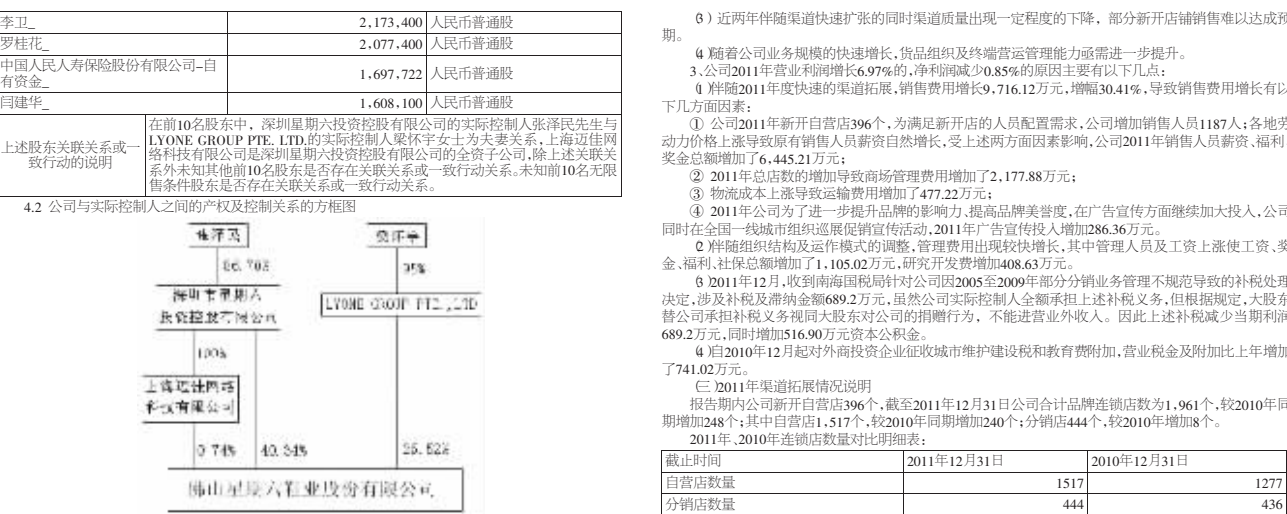 李卫_ 2,173,400 人民币普通股
罗桂花_ 2,077,400 人民币普通股
中国人民人寿保险股份有限公司-自
有资金_ 1,697,722 人民币普通股
闫建华_ 1,608,100 人民币普通股
上述股东关联关系或一
致行动的说明
在前10名股东中，深圳星期六投资控股有限公司的实际控制人张泽民先生与
LYONE GROUP PTE. LTD.的实际控制人梁怀宇女士为夫妻关系,上海迈佳网
络科技有限公司是深圳星期六投资控股有限公司的全资子公司,除上述关联关
系外未知其他前10名股东是否存在关联关系或一致行动关系。未知前10名无限
售条件股东是否存在关联关系或一致行动关系。
4.2 公司与实际控制人之间的产权及控制关系的方框图
95%
深圳市星期六
投资控股有限公司
LYONE GROUP PTE.,LTD
100%
上海迈佳网络
科技有限公司
0.74%
佛山星期六鞋业股份有限公司
(3)近两年伴随渠道快速扩张的同时渠道质量出现一定程度的下降，部分新开店铺销售难以达成预
期。
(4)随着公司业务规模的快速增长,货品组织及终端营运管理能力亟需进一步提升。
3、公司2011年营业利润增长6.97%的,净利润减少0.85%的原因主要有以下几点：
(1)伴随2011年度快速的渠道拓展,销售费用增长9,716.12万元,增幅30.41%,导致销售费用增长有以
下几方面因素：
① 公司2011年新开自营店396个,为满足新开店的人员配置需求,公司增加销售人员1187人；各地劳
动力价格上涨导致原有销售人员薪资自然增长,受上述两方面因素影响,公司2011年销售人员薪资、福利、
奖金总额增加了6,445.21万元；
② 2011年总店数的增加导致商场管理费用增加了2,177.88万元；
③ 物流成本上涨导致运输费用增加了477.22万元；
④ 2011年公司为了进一步提升品牌的影响力、提高品牌美誉度,在广告宣传方面继续加大投入,公司
同时在全国一线城市组织巡展促销宣传活动,2011年广告宣传投入增加286.36万元。
(2)伴随组织结构及运作模式的调整,管理费用出现较快增长,其中管理人员及工资上涨使工资、奖
金、福利、社保总额增加了1,105.02万元,研究开发费增加408.63万元。
(3)2011年12月,收到南海国税局针对公司因2005至2009年部分分销业务管理不规范导致的补税处理
决定,涉及补税及滞纳金额689.2万元,虽然公司实际控制人全额承担上述补税义务,但根据规定,大股东
替公司承担补税义务视同大股东对公司的捐赠行为，不能进营业外收入。因此上述补税减少当期利润
689.2万元,同时增加516.90万元资本公积金。
(4)自2010年12月起对外商投资企业征收城市维护建设税和教育费附加,营业税金及附加比上年增加
了741.02万元。
(三)2011年渠道拓展情况说明
报告期内公司新开自营店396个,截至2011年12月31日公司合计品牌连锁店数为1,961个,较2010年同
期增加248个；其中自营店1,517个,较2010年同期增加240个；分销店444个,较2010年增加8个。
2011年、2010年连锁店数量对比明细表：
截止时间 2011年12月31日 2010年12月31日
自营店数量 1517 1277
分销店数量 444 436